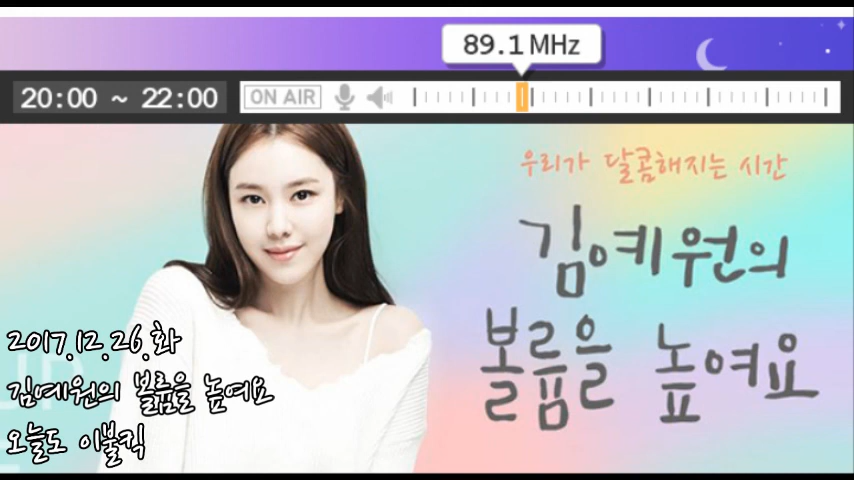 89.1 MHz
20:00 ~ 22:00
ON AIR
우리가 달콤해지는 시간
김예원의
볼륨을 높여요
2017.12.26.화
김예원의 볼륨을 높여요
오늘도 이불킥